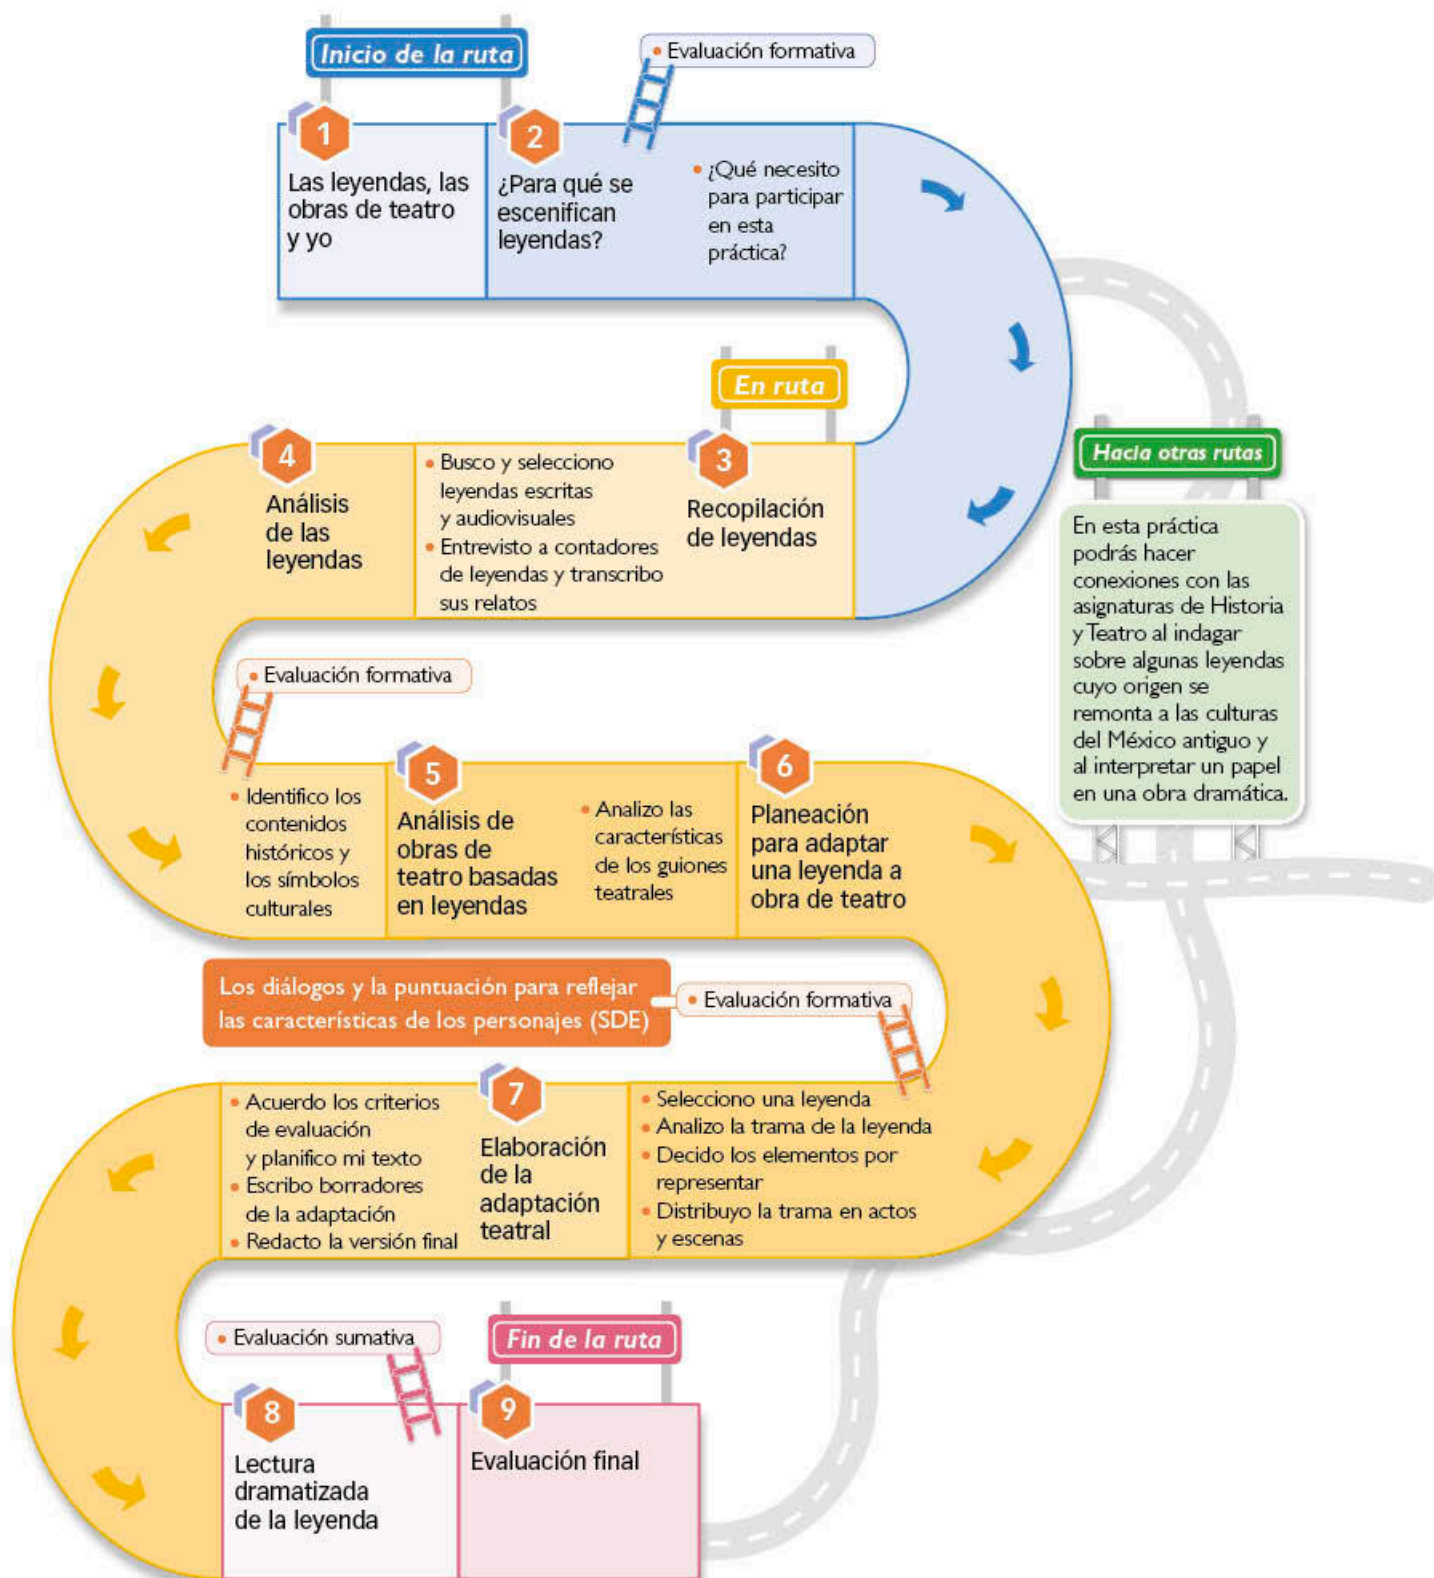 Inicio de la ruta
• Evaluación formativa
1
Las leyendas, las
obras de teatro
y yo
2
¿Para qué se
escenifican
leyendas?
• ¿Qué necesito
para participar
en esta
práctica?
En ruta
3
Recopilación
de leyendas
• Busco y selecciono
leyendas escritas
y audiovisuales
• Entrevisto a contadores
de leyendas y transcribo
sus relatos
4
Análisis
de las
leyendas
Hacia otras rutas
En esta práctica
podrás hacer
conexiones con las
asignaturas de Historia
y Teatro al indagar
sobre algunas leyendas
cuyo origen se
remonta a las culturas
del México antiguo y
al interpretar un papel
en una obra dramática.
• Evaluación formativa
• Identifico los
contenidos
históricos y
los símbolos
culturales
5
Análisis de
obras de
teatro basadas
en leyendas
• Analizo las
características
de los guiones
teatrales
6
Planeación
para adaptar
una leyenda a
obra de teatro
Los diálogos y la puntuación para reflejar
las características de los personajes (SDE)
• Evaluación formativa
• Selecciono una leyenda
• Analizo la trama de la leyenda
• Decido los elementos por
representar
• Distribuyo la trama en actos
y escenas
7
Elaboración
de la
adaptación
teatral
• Acuerdo los criterios
de evaluación
y planifico mi texto
• Escribo borradores
de la adaptación
• Redacto la versión final
• Evaluación sumativa
Fin de la ruta
8
Lectura
dramatizada
de la leyenda
9
Evaluación final